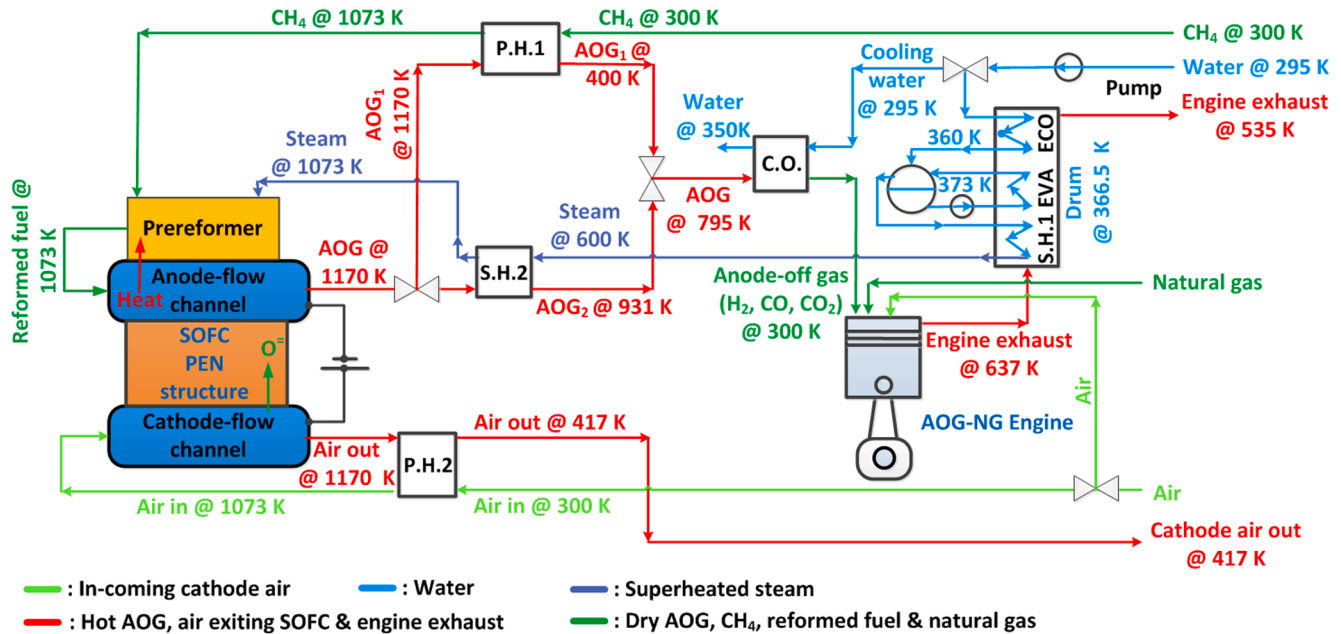 CH₄ @ 1073 K
P.H.1
CH₄ @ 300 K
CH₄ @ 300 K
AOG₁ @
400 K
AOG₁
@ 1170 K
Cooling
water
@ 295 K
Water @ 295 K
Pump
Engine exhaust
@ 535 K
Water
@ 350K
C.O.
360 K
373 K
ECO
EVA
S.H.1
Drum
@ 366.5 K
Steam
@ 1073 K
Steam
@ 600 K
AOG
@ 795 K
Reformed fuel @
1073 K
Prereformer
Heat
Anode-flow
channel
AOG @
1170 K
S.H.2
AOG₂ @ 931 K
Anode-off gas
(H₂, CO, CO₂)
@ 300 K
Natural gas
SOFC
PEN
structure
O⁼
Engine exhaust
@ 637 K
Air
AOG-NG Engine
Cathode-flow
channel
Air out
@ 1170 K
P.H.2
Air out @ 417 K
Air in @ 1073 K
Air in @ 300 K
Air
Cathode air out
@ 417 K
: In-coming cathode air
: Water
: Superheated steam
: Hot AOG, air exiting SOFC & engine exhaust
: Dry AOG, CH₄, reformed fuel & natural gas